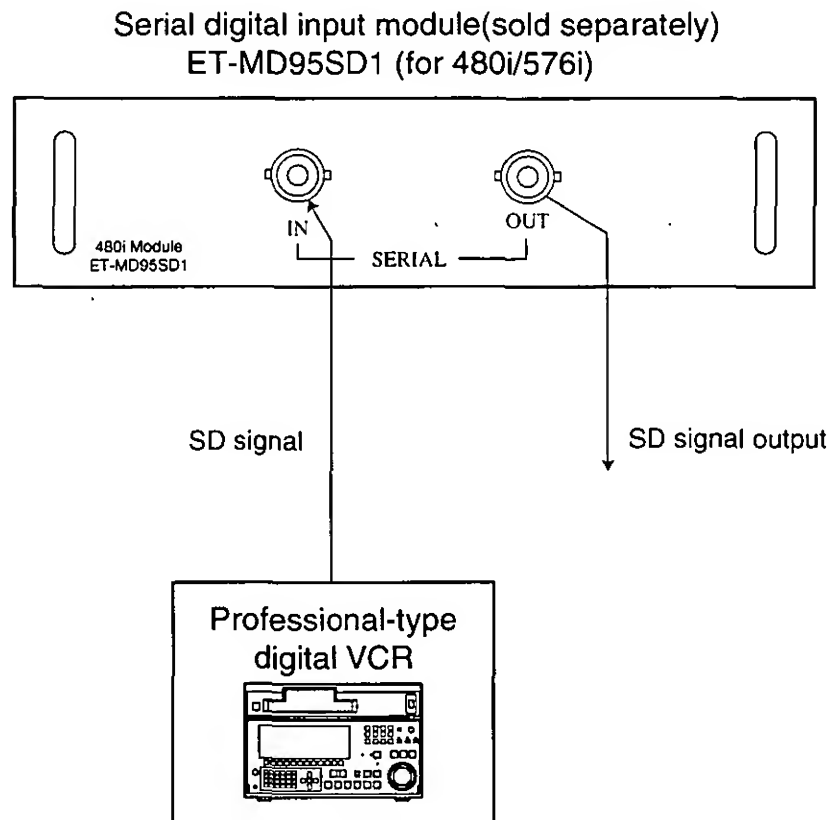 Serial digital input module(sold separately)
ET-MD95SD1 (for 480i/576i)
IN
OUT
SERIAL
480i Module
ET-MD95SD1
SD signal
SD signal output
Professional-type
digital VCR